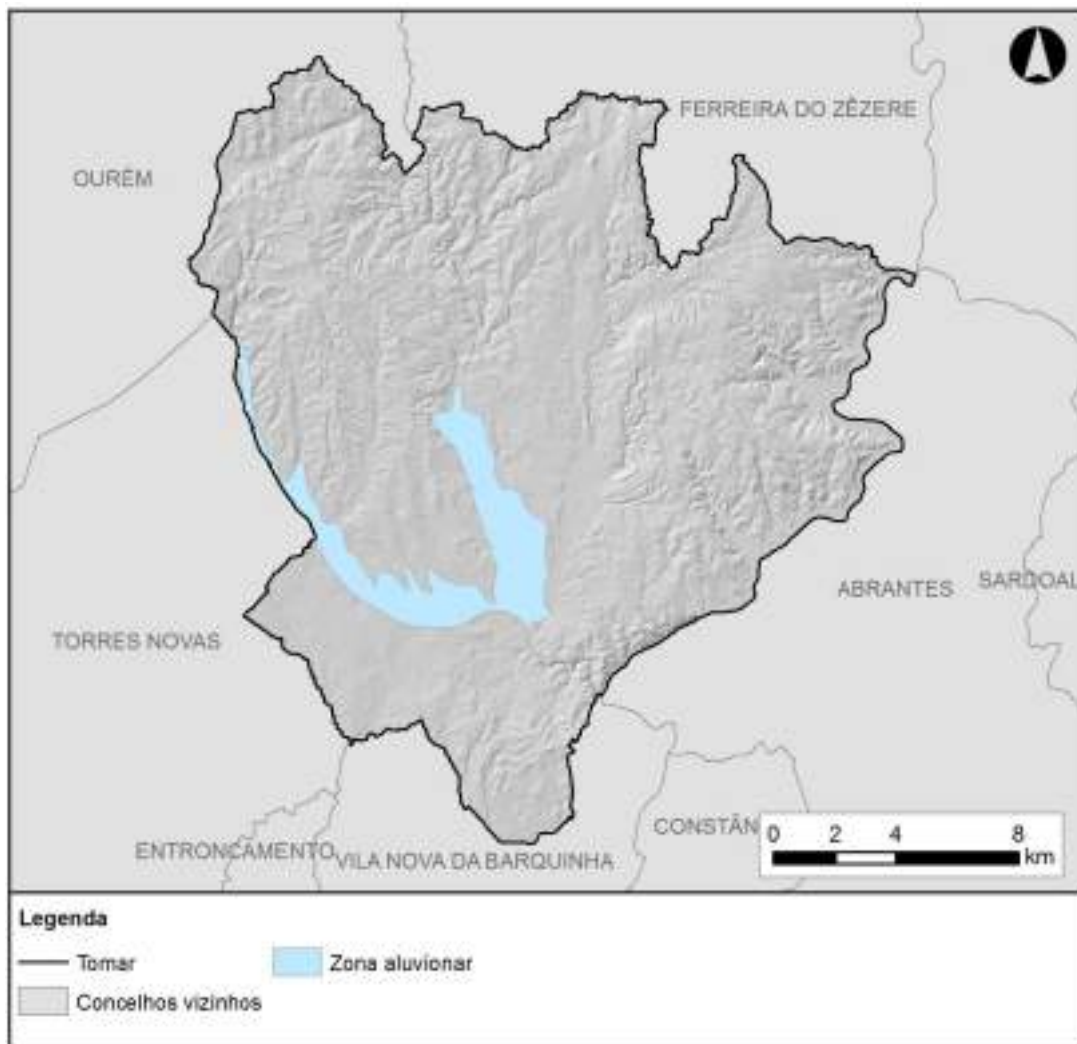 FERREIRA DO ZÊZERE
OURÉM
ABRANTES
SARDOAL
TORRES NOVAS
CONSTÂN
ENTRONCAMENTO
VILA NOVA DA BARQUINHA
0 2 4 8
km
Legenda
Tomar
Zona aluvionar
Concelhos vizinhos